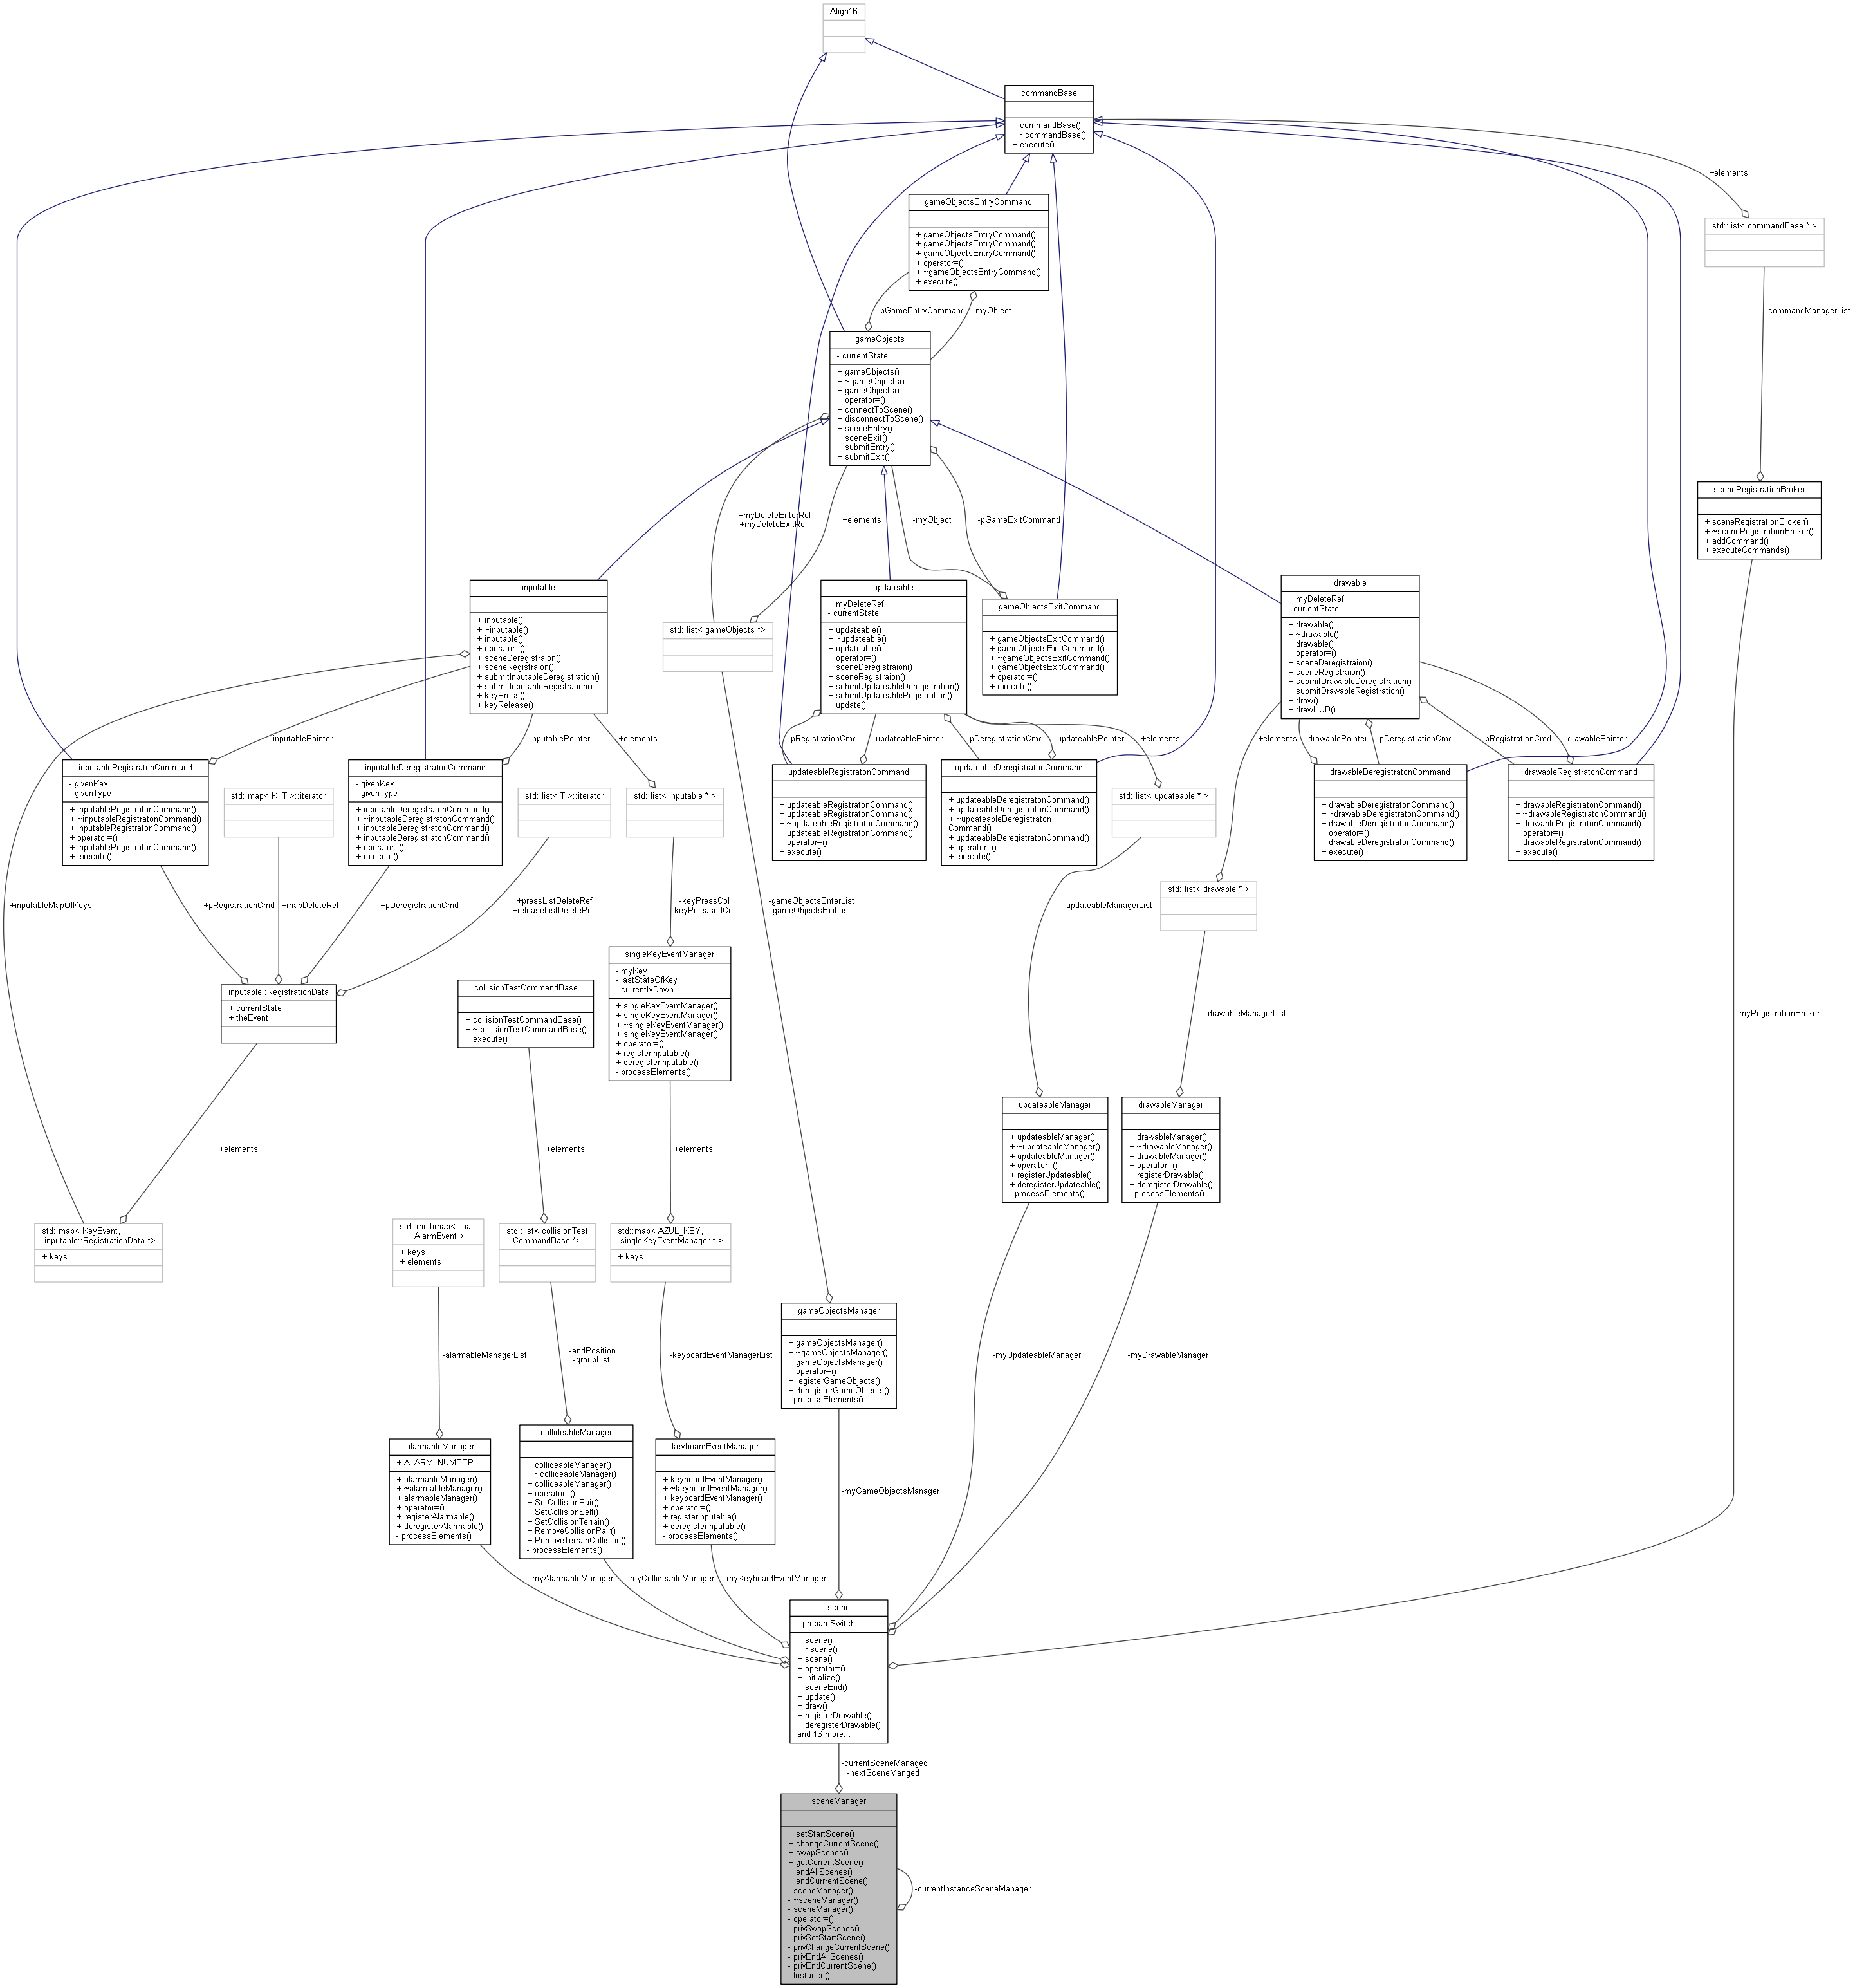 Align16
commandBase
+ commandBase()
+ ~commandBase()
+ execute()
+elements
gameObjectsEntryCommand
+ gameObjectsEntryCommand()
+ gameObjectsEntryCommand()
+ gameObjectsEntryCommand()
+ operator=()
+ ~gameObjectsEntryCommand()
+ execute()
std::list< commandBase * >
-pGameEntryCommand
-myObject
-commandManagerList
gameObjects
- currentState
+ gameObjects()
+ ~gameObjects()
+ gameObjects()
+ operator=()
+ connectToScene()
+ disconnectToScene()
+ sceneEntry()
+ sceneExit()
+ submitEntry()
+ submitExit()
sceneRegistrationBroker
+ sceneRegistrationBroker()
+ ~sceneRegistrationBroker()
+ addCommand()
+ executeCommands()
+myDeleteEnterRef
+myDeleteExitRef
+elements
-myObject
-pGameExitCommand
inputable
+ inputable()
+ ~inputable()
+ inputable()
+ operator=()
+ sceneDeregistraion()
+ sceneRegistraion()
+ submitInputableDeregistration()
+ submitInputableRegistration()
+ keyPress()
+ keyRelease()
std::list< gameObjects *>
updateable
+ myDeleteRef
- currentState
+ updateable()
+ ~updateable()
+ updateable()
+ operator=()
+ sceneDeregistraion()
+ sceneRegistraion()
+ submitUpdateableDeregistration()
+ submitUpdateableRegistration()
+ update()
gameObjectsExitCommand
+ gameObjectsExitCommand()
+ gameObjectsExitCommand()
+ ~gameObjectsExitCommand()
+ gameObjectsExitCommand()
+ operator=()
+ execute()
drawable
+ myDeleteRef
- currentState
+ drawable()
+ ~drawable()
+ drawable()
+ operator=()
+ sceneDeregistraion()
+ sceneRegistraion()
+ submitDrawableDeregistration()
+ submitDrawableRegistration()
+ draw()
+ drawHUD()
-inputablePointer
-inputablePointer
+elements
-pRegistrationCmd
-updateablePointer
-pDeregistrationCmd
-updateablePointer
+elements
+elements
-drawablePointer
-pDeregistrationCmd
-pRegistrationCmd
-drawablePointer
inputableRegistratonCommand
- givenKey
- givenType
+ inputableRegistratonCommand()
+ ~inputableRegistratonCommand()
+ inputableRegistratonCommand()
+ operator=()
+ inputableRegistratonCommand()
+ execute()
std::map< K, T >::iterator
inputableDeregistratonCommand
- givenKey
- givenType
+ inputableDeregistratonCommand()
+ ~inputableDeregistratonCommand()
+ inputableDeregistratonCommand()
+ inputableDeregistratonCommand()
+ operator=()
+ execute()
std::list< T >::iterator
std::list< inputable * >
updateableRegistratonCommand
+ updateableRegistratonCommand()
+ updateableRegistratonCommand()
+ ~updateableRegistratonCommand()
+ updateableRegistratonCommand()
+ operator=()
+ execute()
updateableDeregistratonCommand
+ updateableDeregistratonCommand()
+ updateableDeregistratonCommand()
+ ~updateableDeregistraton
Command()
+ updateableDeregistratonCommand()
+ operator=()
+ execute()
std::list< updateable * >
drawableDeregistratonCommand
+ drawableDeregistratonCommand()
+ ~drawableDeregistratonCommand()
+ drawableDeregistratonCommand()
+ operator=()
+ drawableDeregistratonCommand()
+ execute()
drawableRegistratonCommand
+ drawableRegistratonCommand()
+ ~drawableRegistratonCommand()
+ drawableRegistratonCommand()
+ operator=()
+ drawableRegistratonCommand()
+ execute()
std::list< drawable * >
+inputableMapOfKeys
+pRegistrationCmd
+mapDeleteRef
+pDeregistrationCmd
+pressListDeleteRef
+releaseListDeleteRef
-keyPressCol
-keyReleasedCol
-gameObjectsEnterList
-gameObjectsExitList
-updateableManagerList
singleKeyEventManager
- myKey
- lastStateOfKey
- currentlyDown
+ singleKeyEventManager()
+ singleKeyEventManager()
+ ~singleKeyEventManager()
+ singleKeyEventManager()
+ operator=()
+ registerinputable()
+ deregisterinputable()
- processElements()
inputable::RegistrationData
+ currentState
+ theEvent
collisionTestCommandBase
+ collisionTestCommandBase()
+ ~collisionTestCommandBase()
+ execute()
-drawableManagerList
-myRegistrationBroker
updateableManager
+ updateableManager()
+ ~updateableManager()
+ updateableManager()
+ operator=()
+ registerUpdateable()
+ deregisterUpdateable()
- processElements()
drawableManager
+ drawableManager()
+ ~drawableManager()
+ drawableManager()
+ operator=()
+ registerDrawable()
+ deregisterDrawable()
- processElements()
+elements
+elements
+elements
std::map< KeyEvent,
inputable::RegistrationData *>
+ keys
std::multimap< float,
AlarmEvent >
+ keys
+ elements
std::list< collisionTest
CommandBase *>
std::map< AZUL_KEY,
singleKeyEventManager * >
+ keys
gameObjectsManager
+ gameObjectsManager()
+ ~gameObjectsManager()
+ gameObjectsManager()
+ operator=()
+ registerGameObjects()
+ deregisterGameObjects()
- processElements()
-alarmableManagerList
-endPosition
-groupList
-keyboardEventManagerList
-myUpdateableManager
-myDrawableManager
alarmableManager
+ ALARM_NUMBER
+ alarmableManager()
+ ~alarmableManager()
+ alarmableManager()
+ operator=()
+ registerAlarmable()
+ deregisterAlarmable()
- processElements()
collideableManager
+ collideableManager()
+ ~collideableManager()
+ collideableManager()
+ operator=()
+ SetCollisionPair()
+ SetCollisionSelf()
+ SetCollisionTerrain()
+ RemoveCollisionPair()
+ RemoveTerrainCollision()
- processElements()
keyboardEventManager
+ keyboardEventManager()
+ ~keyboardEventManager()
+ keyboardEventManager()
+ operator=()
+ registerinputable()
+ deregisterinputable()
- processElements()
-myGameObjectsManager
-myAlarmableManager
-myCollideableManager
-myKeyboardEventManager
scene
- prepareSwitch
+ scene()
+ ~scene()
+ scene()
+ operator=()
+ initialize()
+ sceneEnd()
+ update()
+ draw()
+ registerDrawable()
+ deregisterDrawable()
and 16 more...
-currentSceneManaged
-nextSceneManged
sceneManager
+ setStartScene()
+ changeCurrentScene()
+ swapScenes()
+ getCurrentScene()
+ endAllScenes()
+ endCurrrentScene()
- sceneManager()
- ~sceneManager()
- sceneManager()
- operator=()
- privSwapScenes()
- privSetStartScene()
- privChangeCurrentScene()
- privEndAllScenes()
- privEndCurrentScene()
- Instance()
-currentInstanceSceneManager